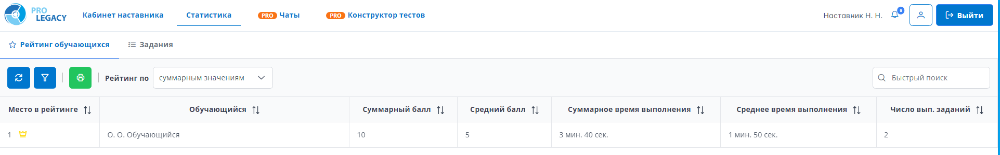 PRO
LEGACY
Кабинет наставника Статистика PRO Чаты PRO Конструктор тестов Наставник Н. Н. 0 Выйти
Рейтинг обучающихся Задания
Рейтинг по суммарным значениям Быстрый поиск
Место в рейтинге Обучающийся Суммарный балл Средний балл Суммарное время выполнения Среднее время выполнения Число вып. заданий
1 О. О. Обучающийся 10 5 3 мин. 40 сек. 1 мин. 50 сек. 2